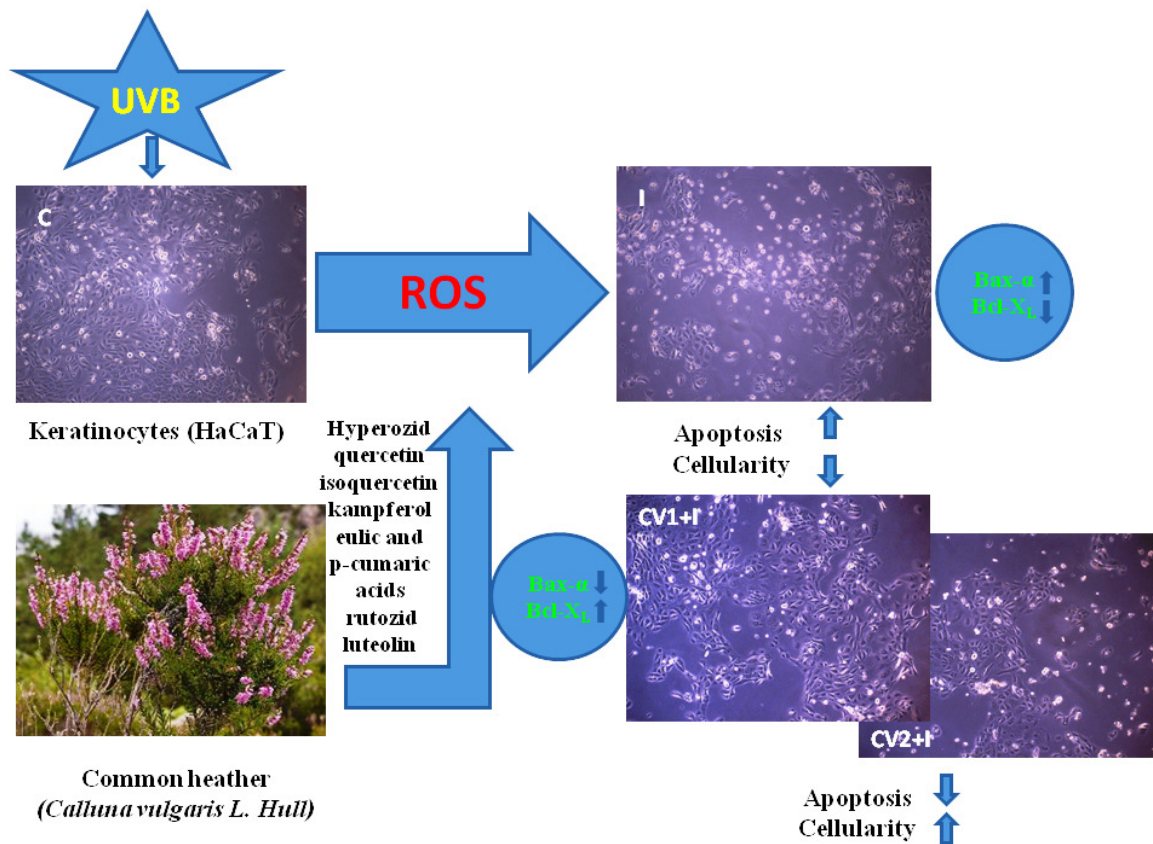 UVB
C
ROS
I
Bax-α
Bcl-XL
Keratinocytes (HaCaT)
Apoptosis
Cellularity
Hyperozid
quercetin
isoquercetin
kampferol
eulic and
p-cumaric
acids
rutozid
luteolin
Bax-α
Bcl-XL
CV1+I
CV2+I
Common heather
(Calluna vulgaris L. Hull)
Apoptosis
Cellularity